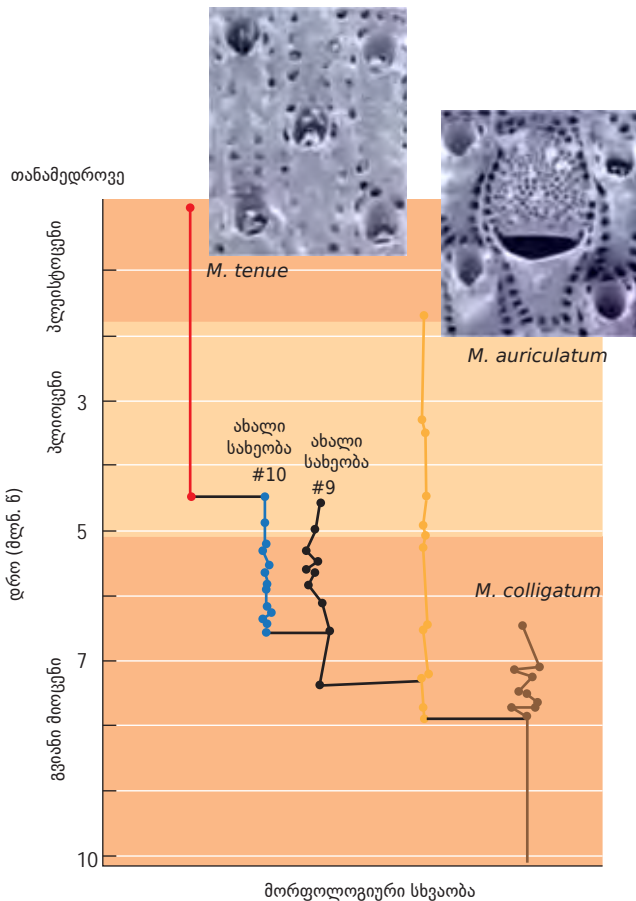 თანამედროვე
M. tenue
M. auriculatum
პლეისტოცენი
პლიოცენი
გვიანი მიოცენი
დრო (მლნ. წ)
3
5
7
10
ახალი
სახეობა
#10
ახალი
სახეობა
#9
M. colligatum
მორფოლოგიური სხვაობა